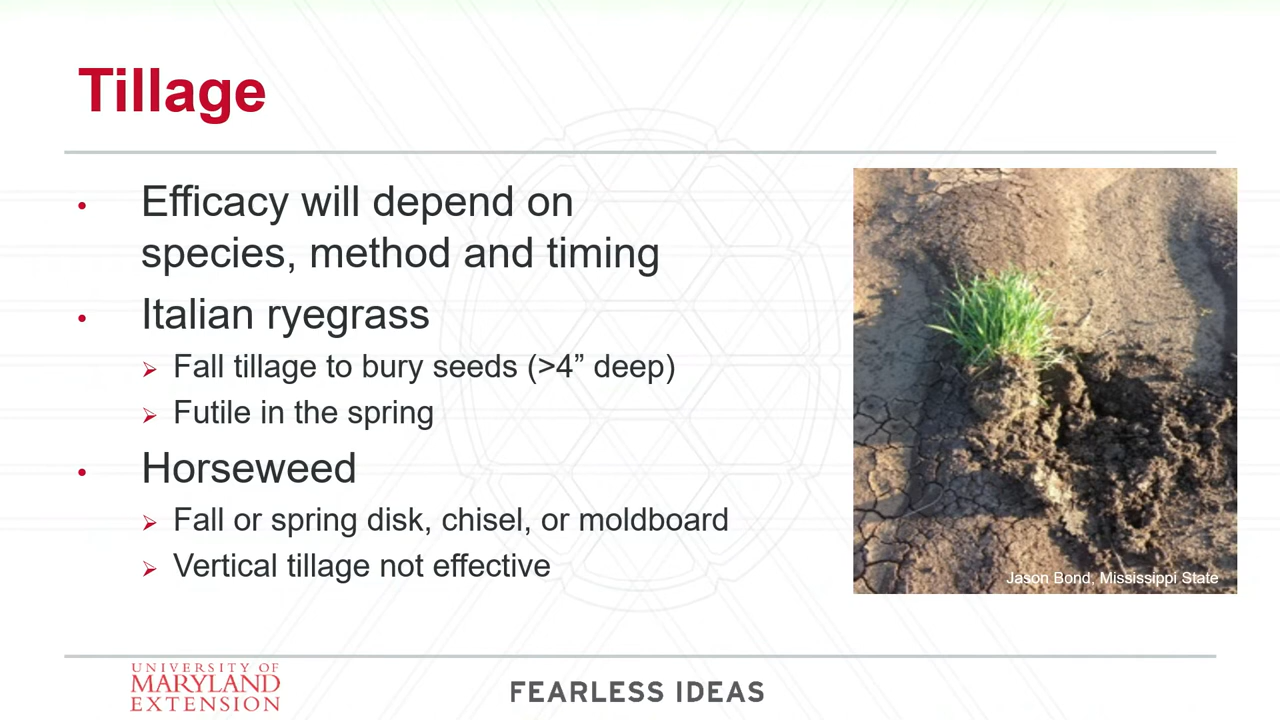 Tillage
• Efficacy will depend on
species, method and timing
• Italian ryegrass
➢ Fall tillage to bury seeds (>4” deep)
➢ Futile in the spring
• Horseweed
➢ Fall or spring disk, chisel, or moldboard
➢ Vertical tillage not effective
Jason Bond, Mississippi State
UNIVERSITY OF
MARYLAND
EXTENSION
FEARLESS IDEAS